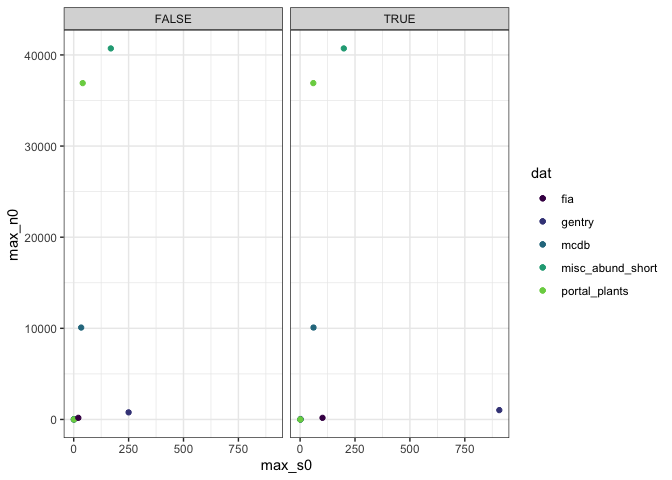 FALSE TRUE
40000
30000
20000
10000
0
max_n0
0 250 500 750 0 250 500 750
max_s0
dat
fia
gentry
mcdb
misc_abund_short
portal_plants